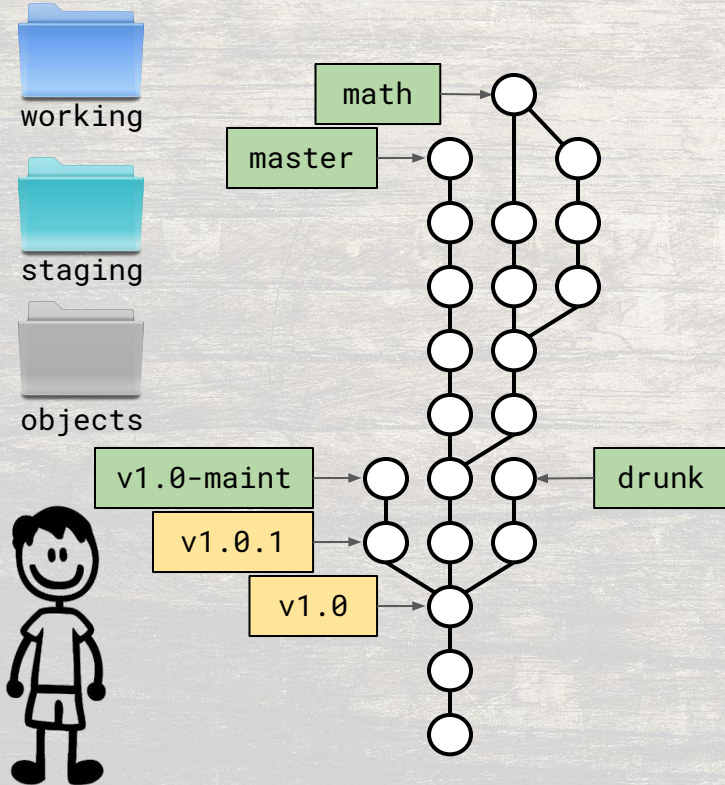 working
staging
objects
math
master
v1.0-maint
drunk
v1.0.1
v1.0